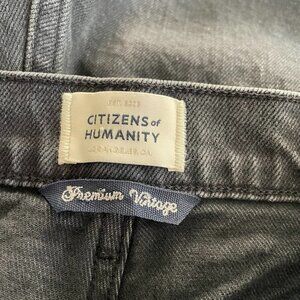 CITIZENS of
HUMANITY
Premium Vintage